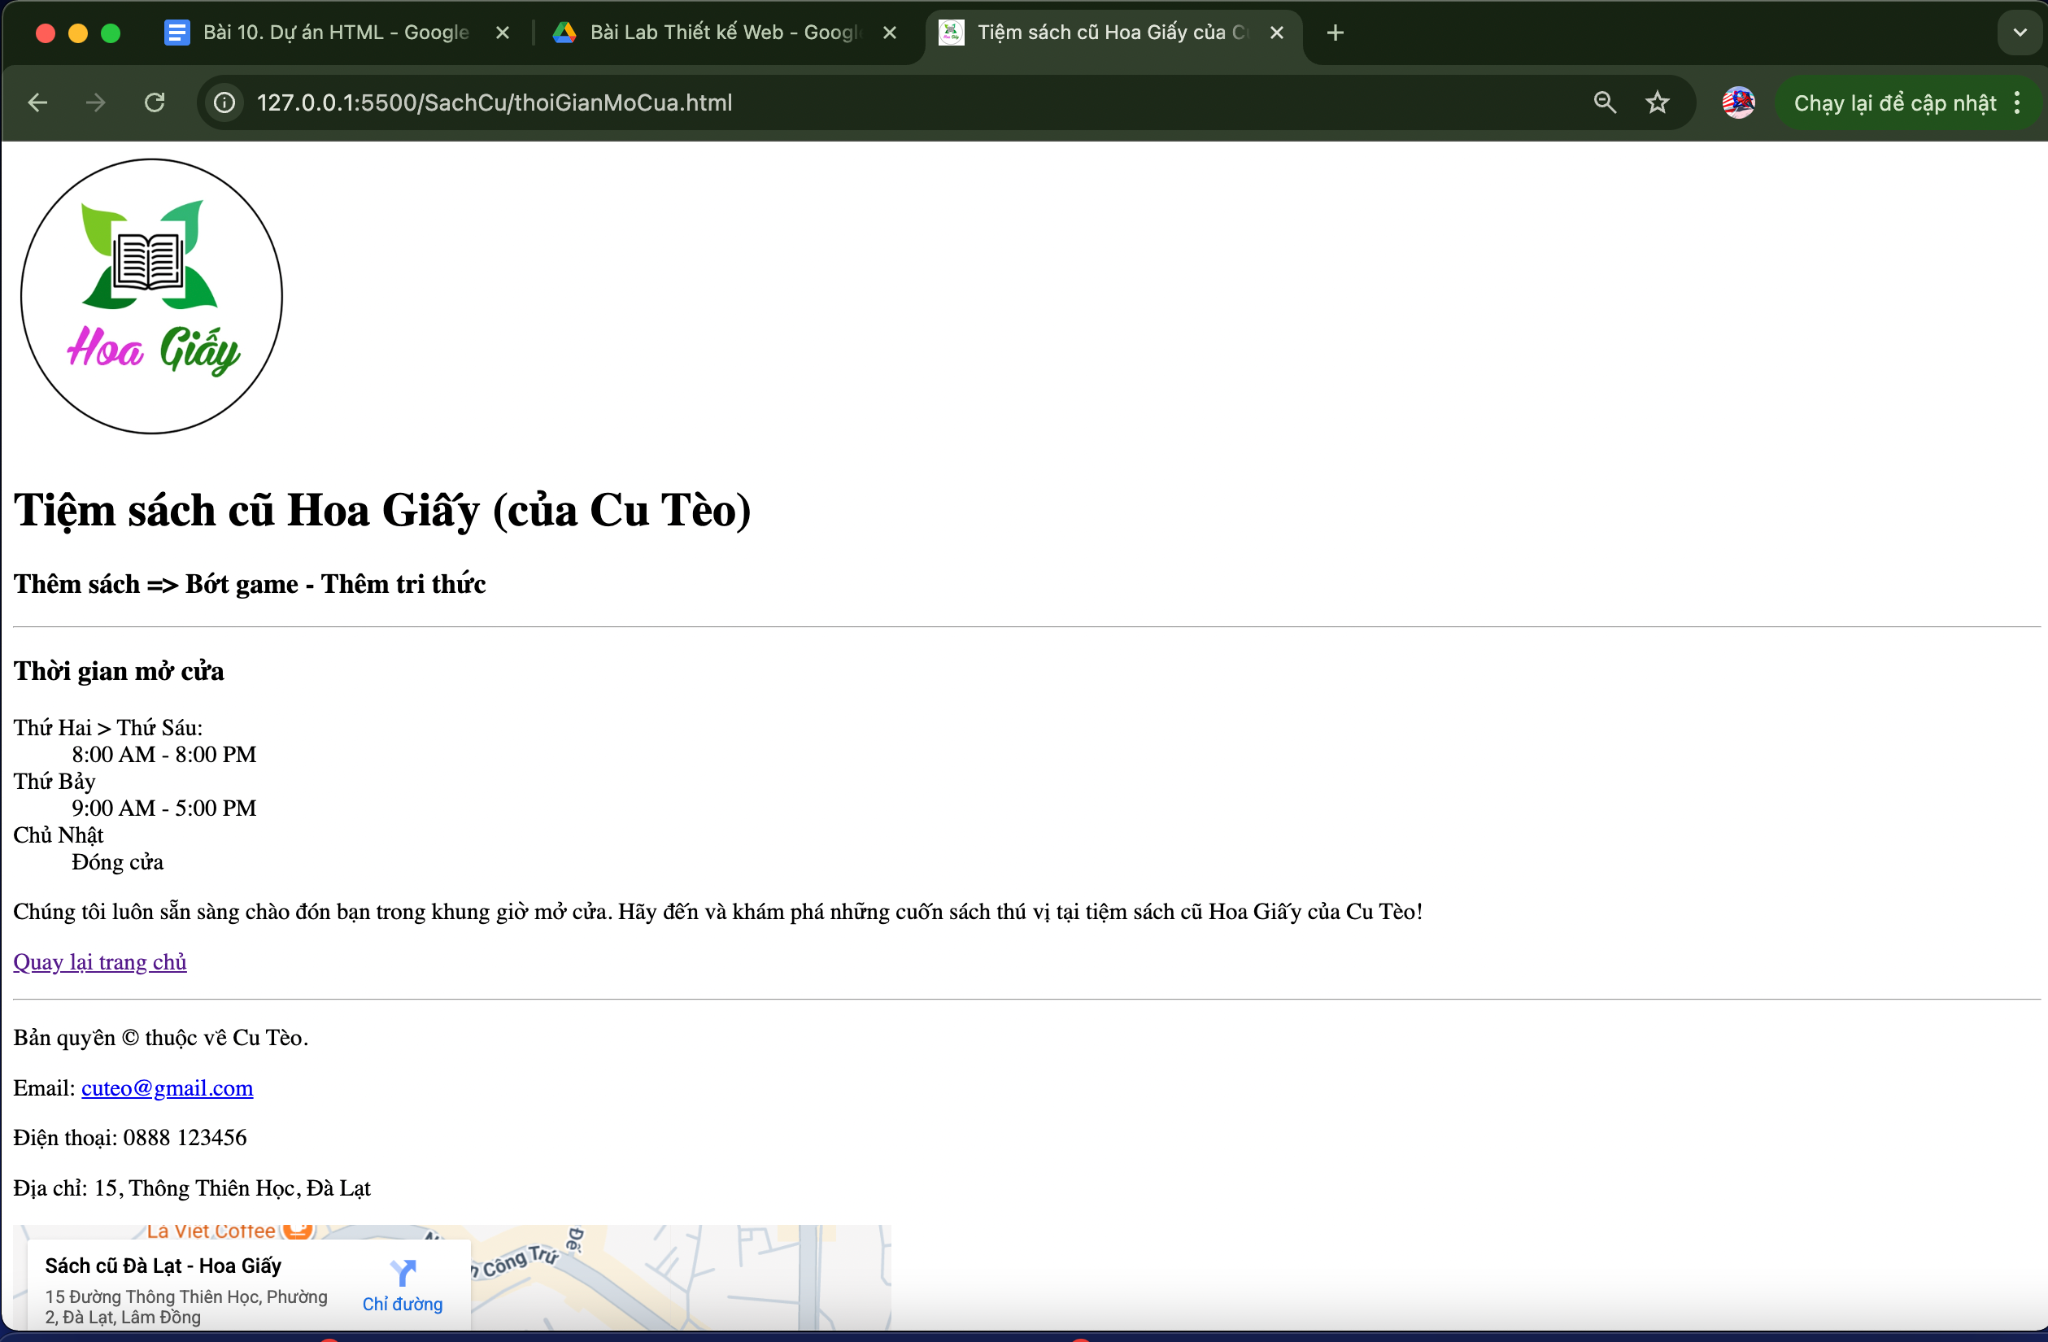 Bài 10. Dự án HTML - Google
Bài Lab Thiết kế Web - Googl
Tiệm sách cũ Hoa Giấy của C
127.0.0.1:5500/SachCu/thoiGianMoCua.html
Chạy lại để cập nhật
Hoa Giấy
Tiệm sách cũ Hoa Giấy (của Cu Tèo)
Thêm sách => Bớt game - Thêm tri thức
Thời gian mở cửa
Thứ Hai > Thứ Sáu:
8:00 AM - 8:00 PM
Thứ Bảy
9:00 AM - 5:00 PM
Chủ Nhật
Đóng cửa
Chúng tôi luôn sẵn sàng chào đón bạn trong khung giờ mở cửa. Hãy đến và khám phá những cuốn sách thú vị tại tiệm sách cũ Hoa Giấy của Cu Tèo!
Quay lại trang chủ
Bản quyền © thuộc về Cu Tèo.
Email: cuteo@gmail.com
Điện thoại: 0888 123456
Địa chỉ: 15, Thông Thiên Học, Đà Lạt
Là Việt Coffee
Sách cũ Đà Lạt - Hoa Giấy
15 Đường Thông Thiên Học, Phường
2, Đà Lạt, Lâm Đồng
Chỉ đường
Công Trứ